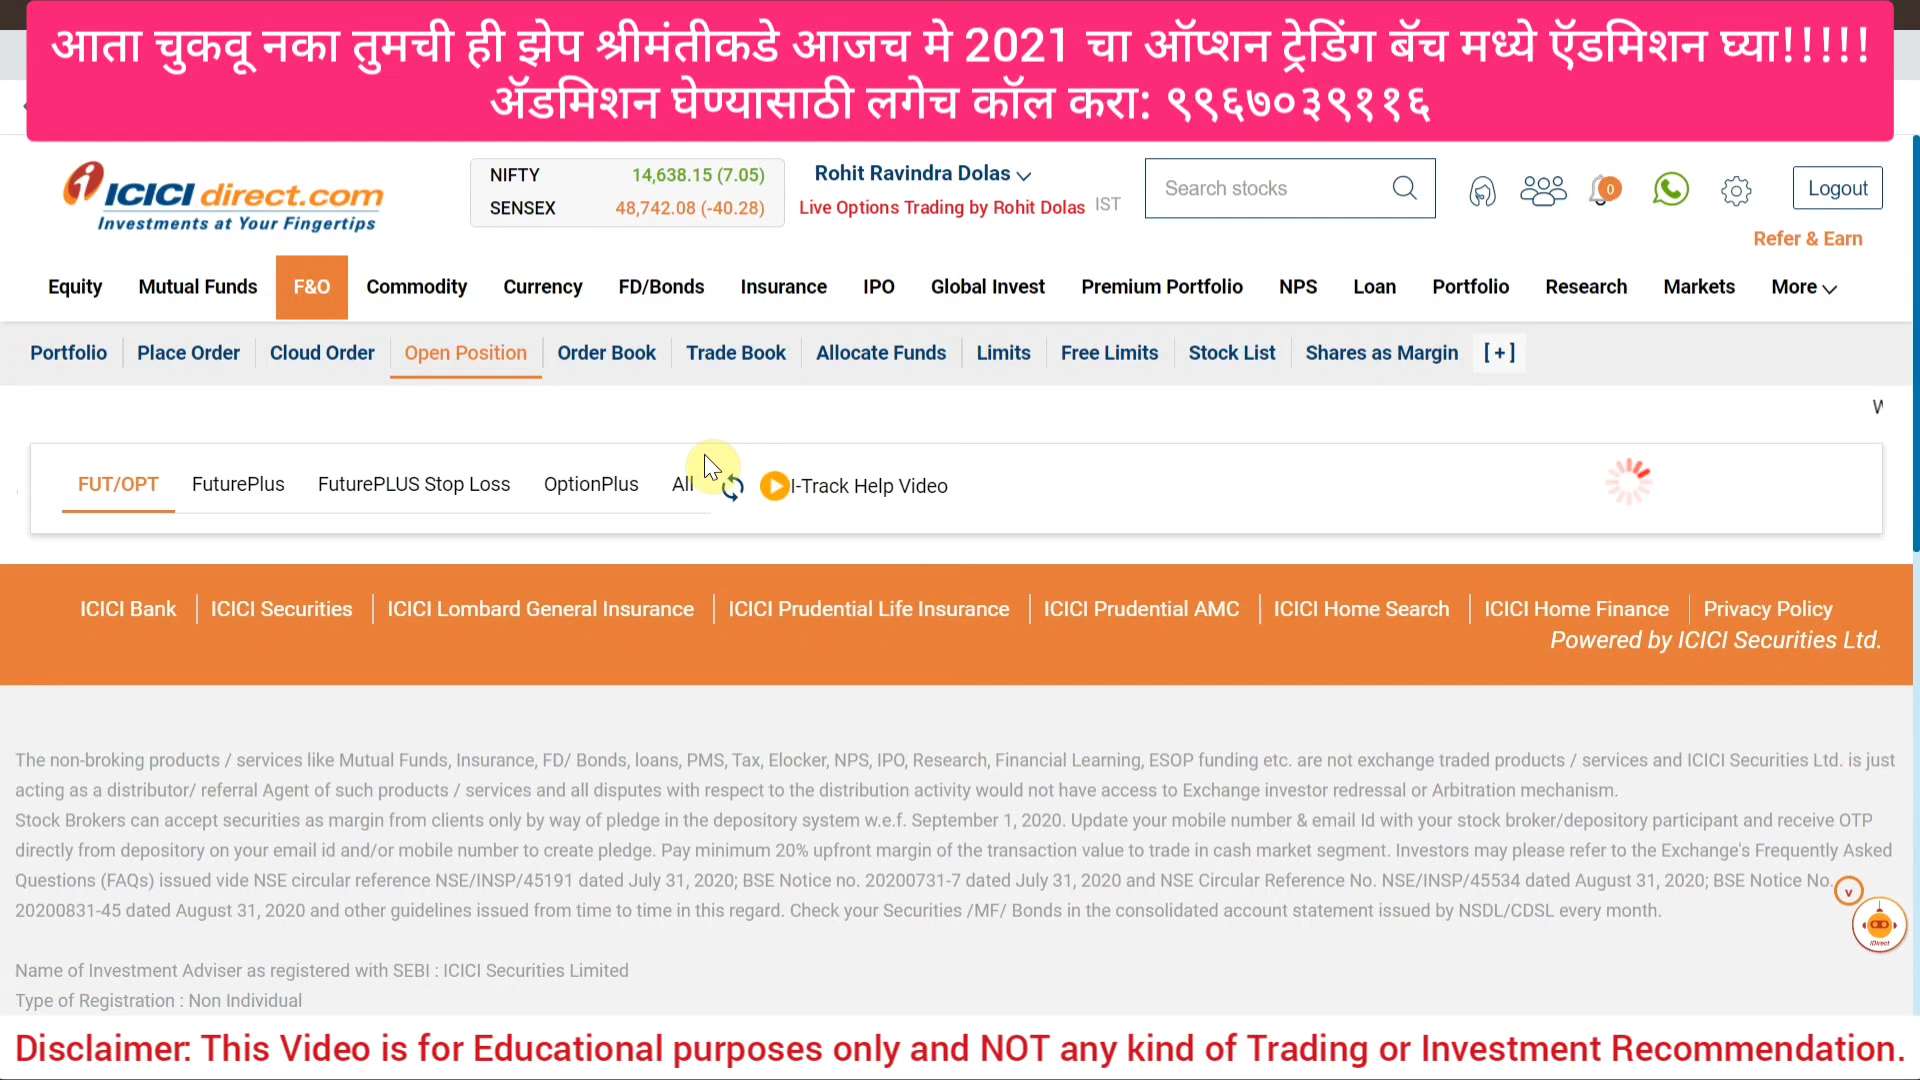 आता चुकवू नका तुमची ही झेप श्रीमंतीकडे आजच मे 2021 चा ऑप्शन ट्रेडिंग बॅच मध्ये ऍडमिशन घ्या!!!!!
ॲडमिशन घेण्यासाठी लगेच कॉल करा: ९९६७०३९११६
ICICI direct.com
Investments at Your Fingertips
NIFTY 14,638.15 (7.05)
SENSEX 48,742.08 (-40.28)
Rohit Ravindra Dolas
Live Options Trading by Rohit Dolas IST
Search stocks
0
Logout
Refer & Earn
Equity Mutual Funds F&O Commodity Currency FD/Bonds Insurance IPO Global Invest Premium Portfolio NPS Loan Portfolio Research Markets More
Portfolio Place Order Cloud Order Open Position Order Book Trade Book Allocate Funds Limits Free Limits Stock List Shares as Margin [+]
FUT/OPT FuturePlus FuturePLUS Stop Loss OptionPlus All I-Track Help Video
ICICI Bank ICICI Securities ICICI Lombard General Insurance ICICI Prudential Life Insurance ICICI Prudential AMC ICICI Home Search ICICI Home Finance Privacy Policy
Powered by ICICI Securities Ltd.
The non-broking products / services like Mutual Funds, Insurance, FD/ Bonds, loans, PMS, Tax, Elocker, NPS, IPO, Research, Financial Learning, ESOP funding etc. are not exchange traded products / services and ICICI Securities Ltd. is just
acting as a distributor/ referral Agent of such products / services and all disputes with respect to the distribution activity would not have access to Exchange investor redressal or Arbitration mechanism.
Stock Brokers can accept securities as margin from clients only by way of pledge in the depository system w.e.f. September 1, 2020. Update your mobile number & email Id with your stock broker/depository participant and receive OTP
directly from depository on your email id and/or mobile number to create pledge. Pay minimum 20% upfront margin of the transaction value to trade in cash market segment. Investors may please refer to the Exchange's Frequently Asked
Questions (FAQs) issued vide NSE circular reference NSE/INSP/45191 dated July 31, 2020; BSE Notice no. 20200731-7 dated July 31, 2020 and NSE Circular Reference No. NSE/INSP/45534 dated August 31, 2020; BSE Notice No.
20200831-45 dated August 31, 2020 and other guidelines issued from time to time in this regard. Check your Securities /MF/ Bonds in the consolidated account statement issued by NSDL/CDSL every month.
v
iDirect
Name of Investment Adviser as registered with SEBI : ICICI Securities Limited
Type of Registration : Non Individual
Disclaimer: This Video is for Educational purposes only and NOT any kind of Trading or Investment Recommendation.